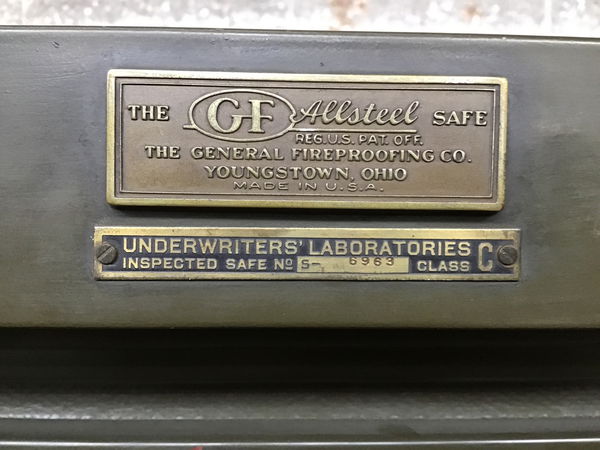 THE GF Allsteel SAFE
REG. U.S. PAT. OFF.
THE GENERAL FIREPROOFING CO.
YOUNGSTOWN, OHIO
MADE IN U.S.A.
UNDERWRITERS' LABORATORIES
INSPECTED SAFE No S- 6963 CLASS C